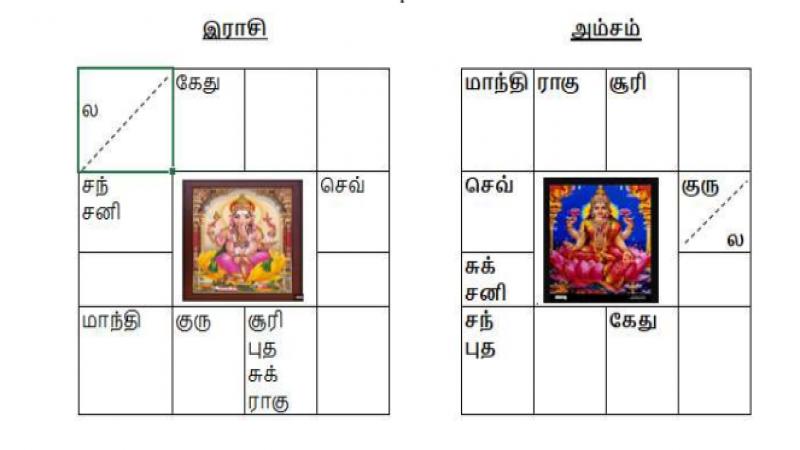 இராசி
ல
கேது
சந்
சனி
செவ்
மாந்தி
குரு
சூரி
புத
சுக்
ராகு
அம்சம்
மாந்தி
ராகு
சூரி
செவ்
குரு
ல
சுக்
சனி
சந்
புத
கேது